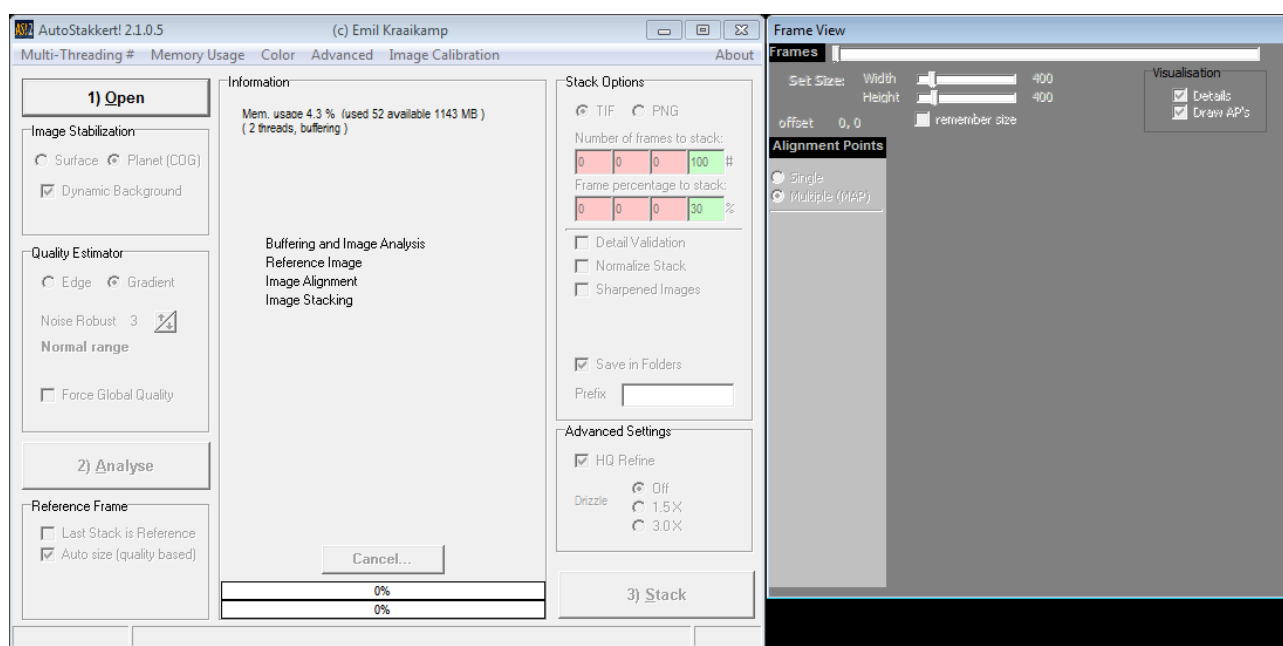 AS!2 AutoStakkert! 2.1.0.5 (c) Emil Kraaikamp
Multi-Threading # Memory Usage Color Advanced Image Calibration About
1) Open
Image Stabilization
Surface Planet (COG)
Dynamic Background
Quality Estimator
Edge Gradient
Noise Robust 3
Normal range
Force Global Quality
2) Analyse
Reference Frame
Last Stack is Reference
Auto size (quality based)
Information
Mem. usage 4.3 % (used 52 available 1143 MB )
( 2 threads, buffering )
Buffering and Image Analysis
Reference Image
Image Alignment
Image Stacking
Cancel...
0%
0%
Stack Options
TIF PNG
Number of frames to stack:
0 0 0 100 #
Frame percentage to stack:
0 0 0 30 %
Detail Validation
Normalize Stack
Sharpened Images
Save in Folders
Prefix
Advanced Settings
HQ Refine
Drizzle
Off
1.5X
3.0X
3) Stack
Frame View
Frames
Set Size: Width 400
Height 400
offset 0, 0 remember size
Visualisation
Details
Draw AP's
Alignment Points
Single
Multiple (MAP)